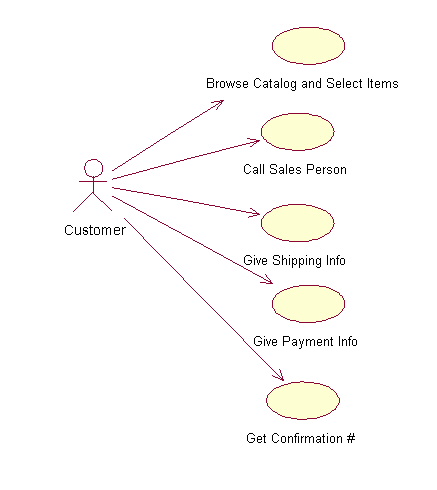 Browse Catalog and Select Items
Call Sales Person
Customer
Give Shipping Info
Give Payment Info
Get Confirmation #